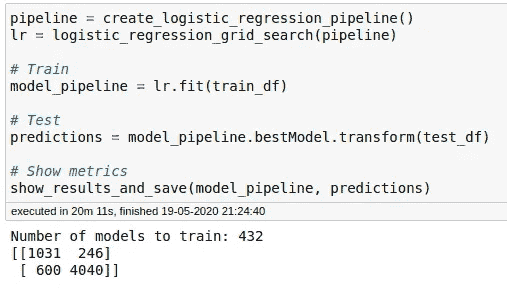 pipeline = create_logistic_regression_pipeline()
lr = logistic_regression_grid_search(pipeline)
# Train
model_pipeline = lr.fit(train_df)
# Test
predictions = model_pipeline.bestModel.transform(test_df)
# Show metrics
show_results_and_save(model_pipeline, predictions)
executed in 20m 11s, finished 19-05-2020 21:24:40
Number of models to train: 432
[[1031  246]
 [ 600 4040]]